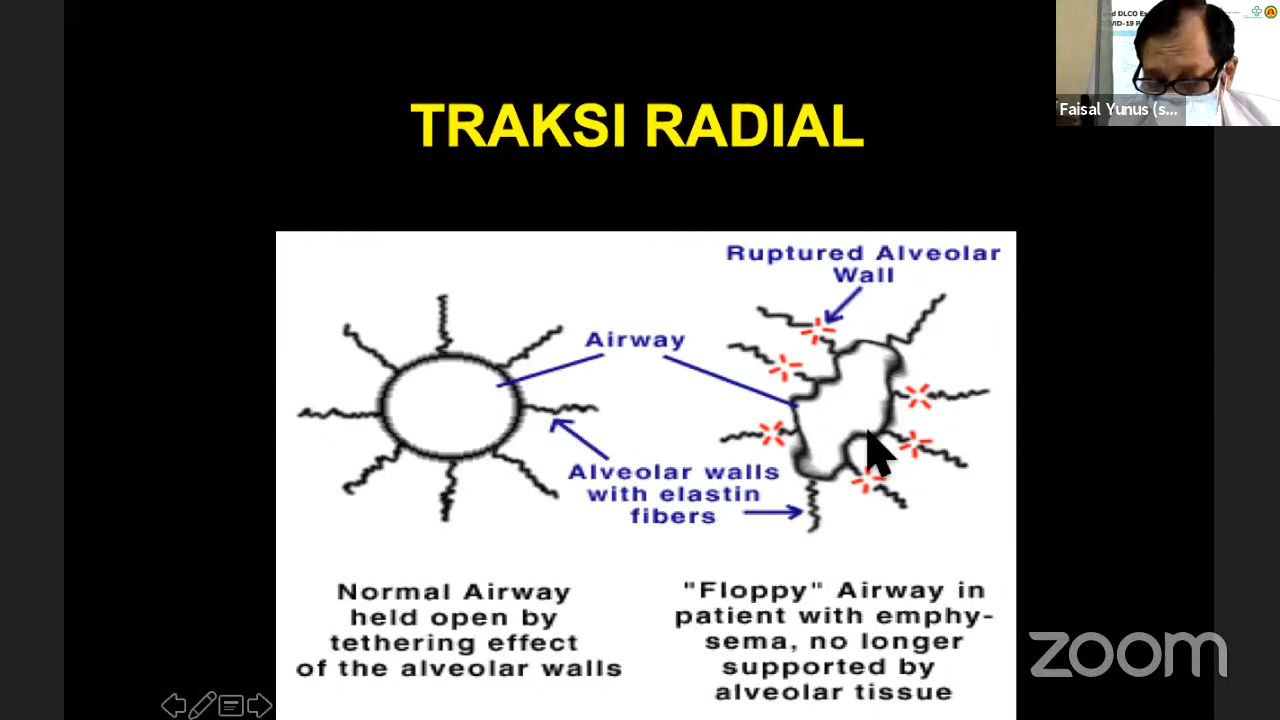 and DLCO
Faisal Yunus (s...
TRAKSI RADIAL
Ruptured Alveolar
Wall
Airway
Alveolar walls
with elastin
fibers
Normal Airway
held open by
tethering effect
of the alveolar walls
"Floppy" Airway in
patient with emphy-
sema, no longer
supported by
alveolar tissue
zoom